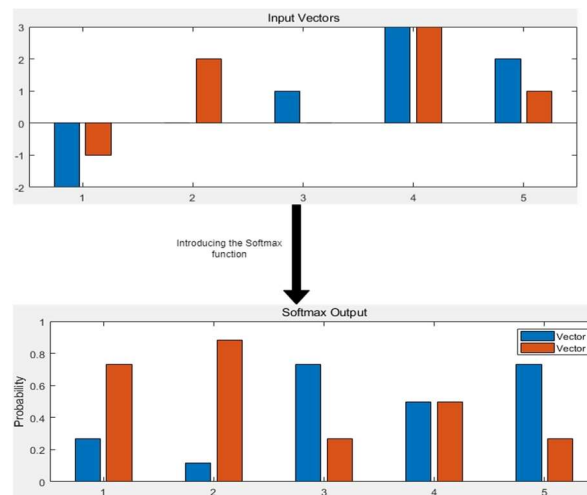 Input Vectors
3
2
1
0
-1
-2
1 2 3 4 5
Introducing the Softmax
function
Softmax Output
1
0.8
0.6
0.4
0.2
0
Probability
Vector
Vector
1 2 3 4 5